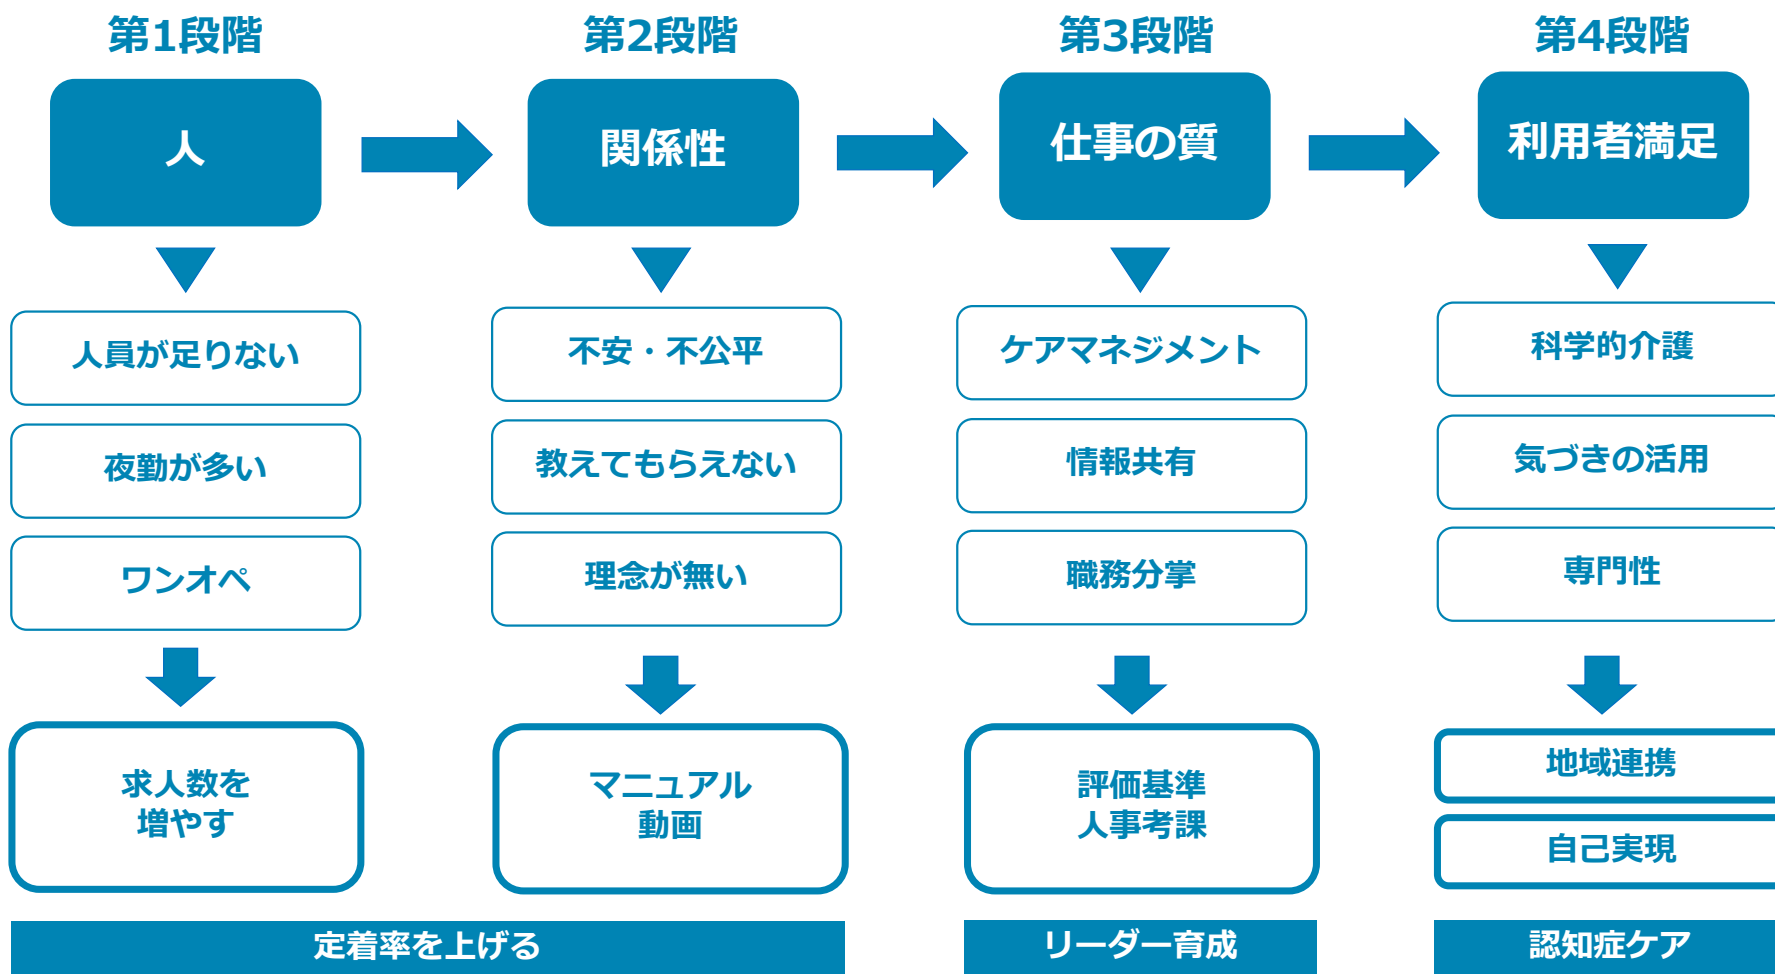 第1段階
第2段階
第3段階
第4段階
人
関係性
仕事の質
利用者満足
人員が足りない
不安・不公平
ケアマネジメント
科学的介護
夜勤が多い
教えてもらえない
情報共有
気づきの活用
ワンオペ
理念が無い
職務分掌
専門性
求人数を
増やす
マニュアル
動画
評価基準
人事考課
地域連携
自己実現
定着率を上げる
リーダー育成
認知症ケア